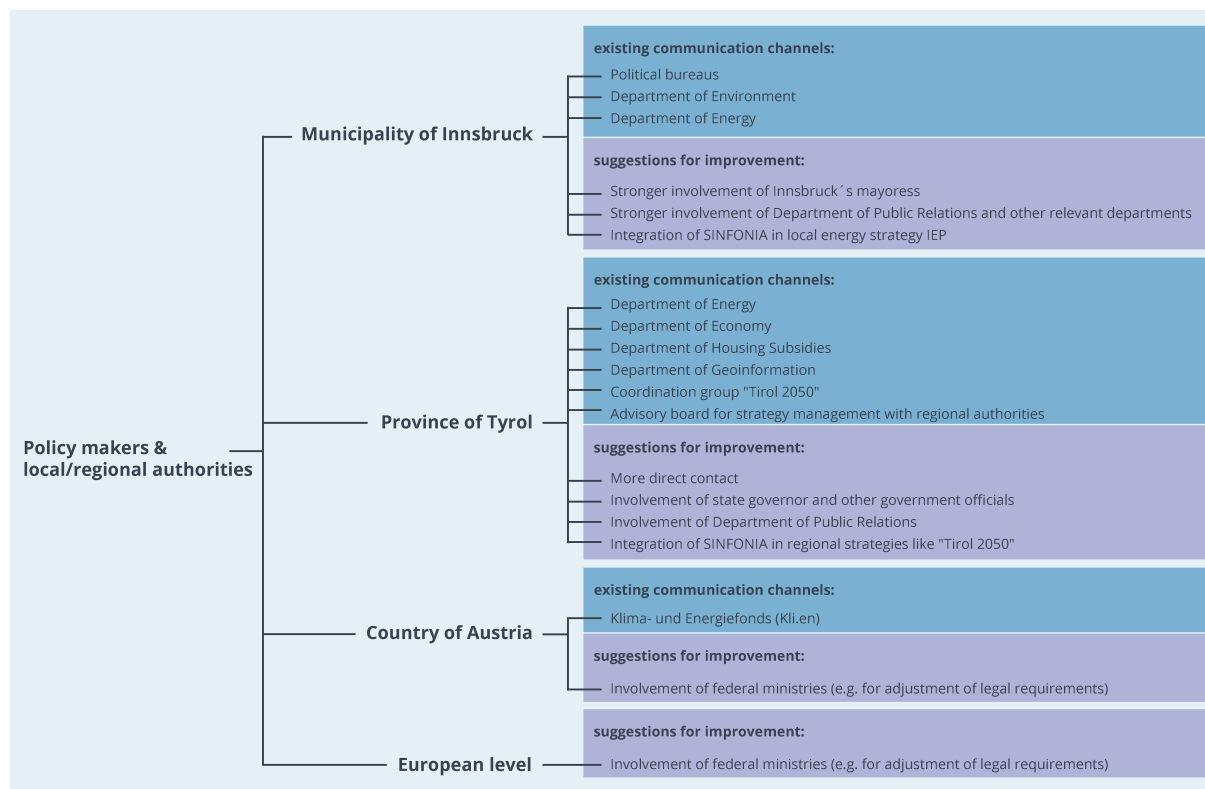 Policy makers &
local/regional authorities
Municipality of Innsbruck
existing communication channels:
Political bureaus
Department of Environment
Department of Energy
suggestions for improvement:
Stronger involvement of Innsbruck´s mayoress
Stronger involvement of Department of Public Relations and other relevant departments
Integration of SINFONIA in local energy strategy IEP
Province of Tyrol
existing communication channels:
Department of Energy
Department of Economy
Department of Housing Subsidies
Department of Geoinformation
Coordination group "Tirol 2050"
Advisory board for strategy management with regional authorities
suggestions for improvement:
More direct contact
Involvement of state governor and other government officials
Involvement of Department of Public Relations
Integration of SINFONIA in regional strategies like "Tirol 2050"
Country of Austria
existing communication channels:
Klima- und Energiefonds (Kli.en)
suggestions for improvement:
Involvement of federal ministries (e.g. for adjustment of legal requirements)
European level
suggestions for improvement:
Involvement of federal ministries (e.g. for adjustment of legal requirements)